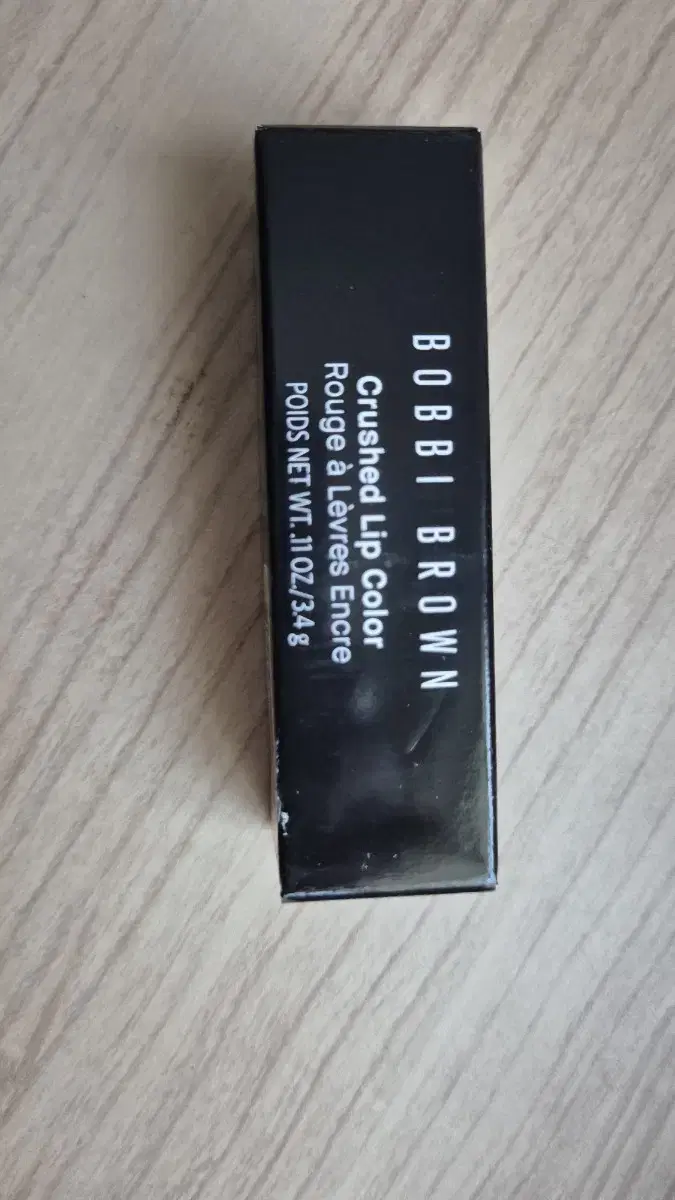 BOBBI BROWN
Crushed Lip Color
Rouge à Lèvres Encre
POIDS NET WT. .11 OZ./3.4 g